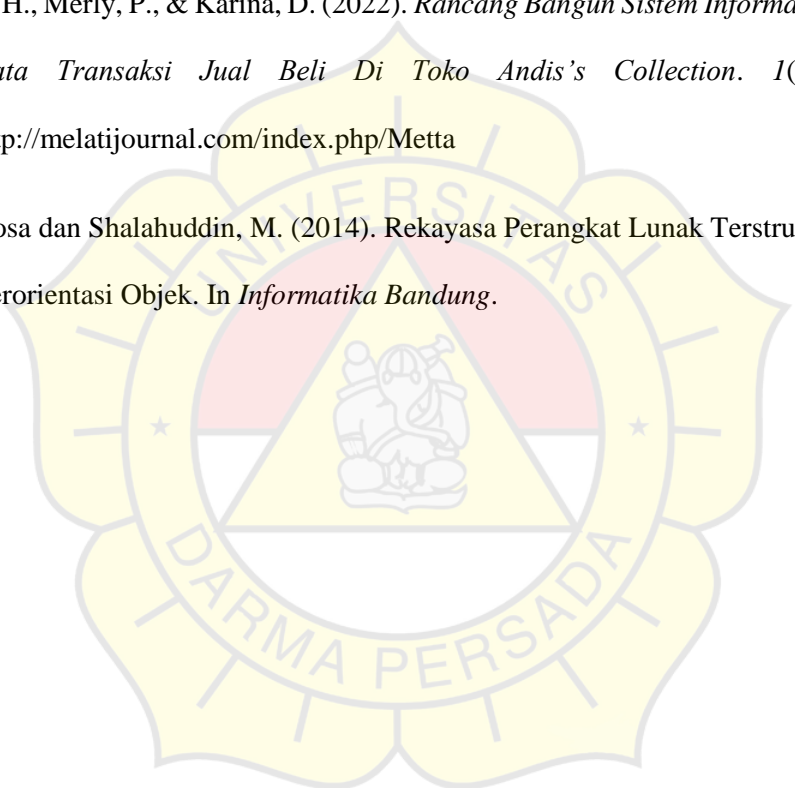 H., Merly, P., & Karina, D. (2022). Rancang Bangun Sistem Informa
ata Transaksi Jual Beli Di Toko Andis’s Collection. 1(
tp://melatijournal.com/index.php/Metta
osa dan Shalahuddin, M. (2014). Rekayasa Perangkat Lunak Terstru
erorientasi Objek. In Informatika Bandung.
UNIVERSITAS
DARMA PERSADA